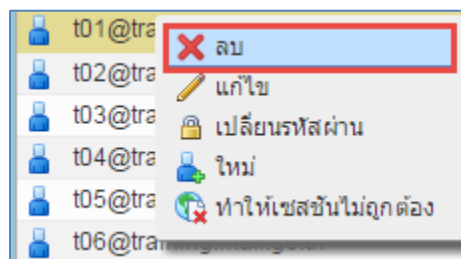 t01@tra
ลบ
t02@tra
แก้ไข
t03@tra
เปลี่ยนรหัสผ่าน
t04@tra
ใหม่
t05@tra
ทำให้เซสชันไม่ถูกต้อง
t06@tra